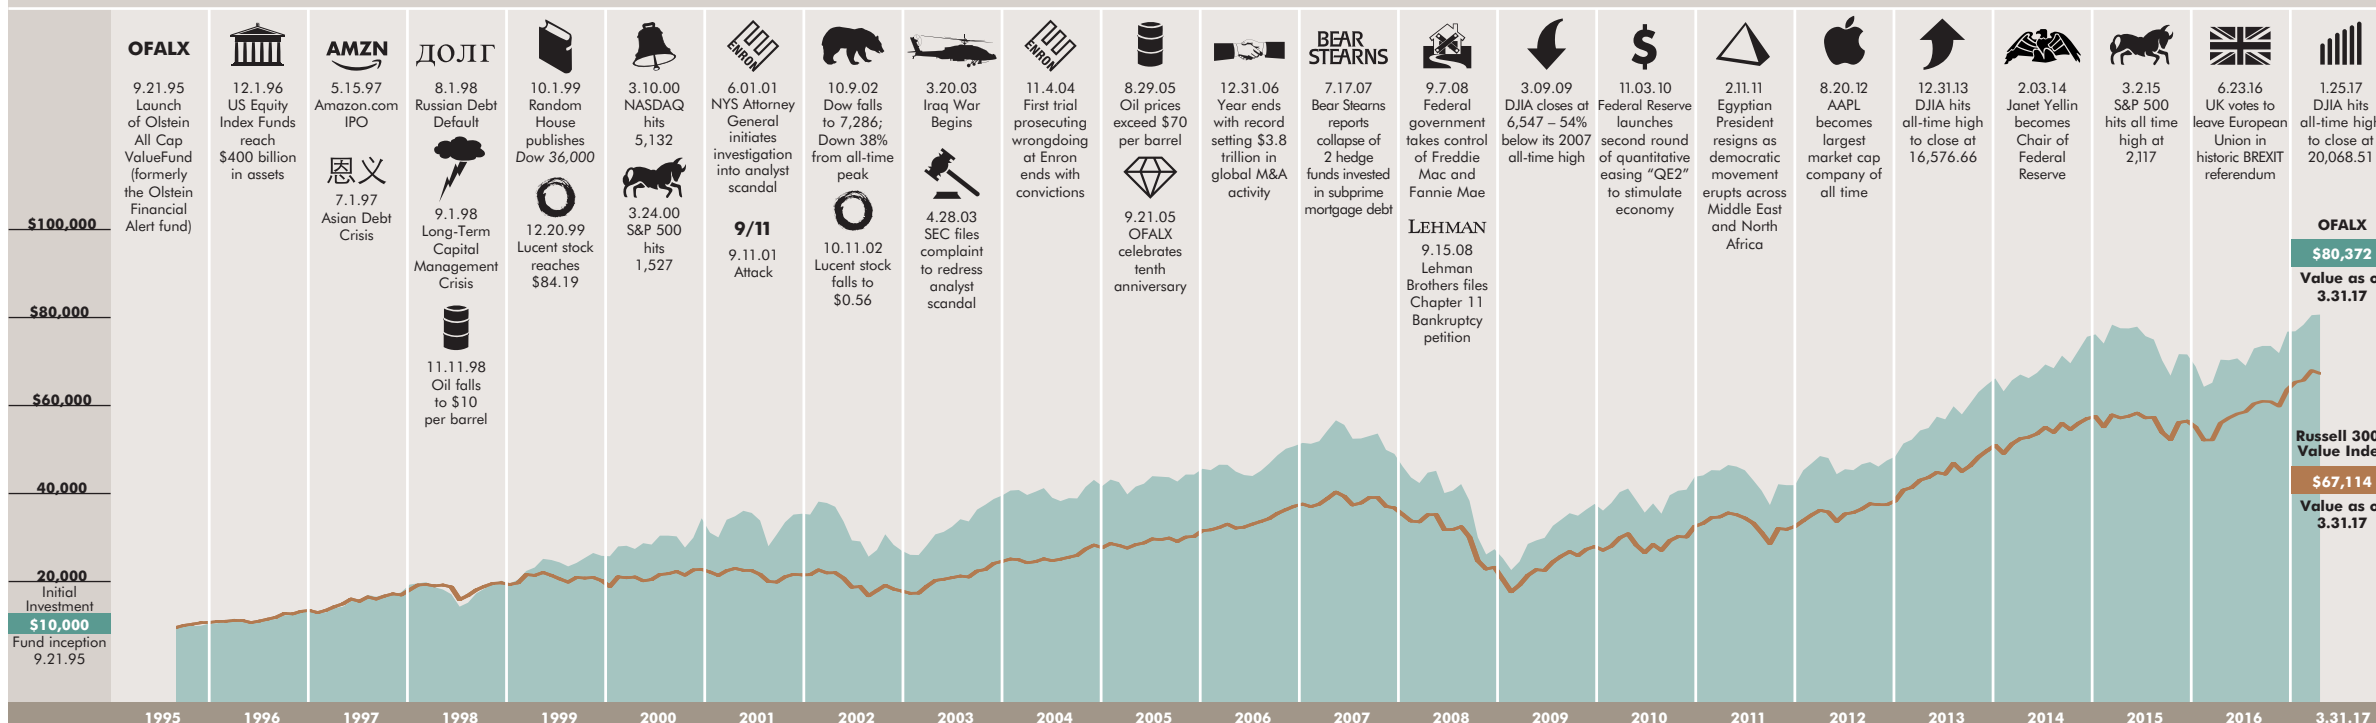 OFALX
9.21.95
Launch
of Olstein
All Cap
ValueFund
(formerly
the Olstein
Financial
Alert fund)
12.1.96
US Equity
Index Funds
reach
$400 billion
in assets
AMZN
5.15.97
Amazon.com
IPO
恩义
7.1.97
Asian Debt
Crisis
ДОЛГ
8.1.98
Russian Debt
Default
9.1.98
Long-Term
Capital
Management
Crisis
11.11.98
Oil falls
to $10
per barrel
10.1.99
Random
House
publishes
Dow 36,000
12.20.99
Lucent stock
reaches
$84.19
3.10.00
NASDAQ
hits
5,132
3.24.00
S&P 500
hits
1,527
ENRON
6.01.01
NYS Attorney
General
initiates
investigation
into analyst
scandal
9/11
9.11.01
Attack
10.9.02
Dow falls
to 7,286;
Down 38%
from all-time
peak
10.11.02
Lucent stock
falls to
$0.56
3.20.03
Iraq War
Begins
4.28.03
SEC files
complaint
to redress
analyst
scandal
ENRON
11.4.04
First trial
prosecuting
wrongdoing
at Enron
ends with
convictions
8.29.05
Oil prices
exceed $70
per barrel
9.21.05
OFALX
celebrates
tenth
anniversary
12.31.06
Year ends
with record
setting $3.8
trillion in
global M&A
activity
BEAR
STEARNS
7.17.07
Bear Stearns
reports
collapse of
2 hedge
funds invested
in subprime
mortgage debt
9.7.08
Federal
government
takes control
of Freddie
Mac and
Fannie Mae
LEHMAN
9.15.08
Lehman
Brothers files
Chapter 11
Bankruptcy
petition
3.09.09
DJIA closes at
6,547 – 54%
below its 2007
all-time high
$
11.03.10
Federal Reserve
launches
second round
of quantitative
easing “QE2”
to stimulate
economy
2.11.11
Egyptian
President
resigns as
democratic
movement
erupts across
Middle East
and North
Africa
8.20.12
AAPL
becomes
largest
market cap
company of
all time
12.31.13
DJIA hits
all-time high
to close at
16,576.66
2.03.14
Janet Yellin
becomes
Chair of
Federal
Reserve
3.2.15
S&P 500
hits all time
high at
2,117
6.23.16
UK votes to
leave European
Union in
historic BREXIT
referendum
1.25.17
DJIA hits
all-time high
to close at
20,068.51
OFALX
$80,372
Value as o
3.31.17
Russell 300
Value Inde
$67,114
Value as o
3.31.17
$100,000
$80,000
$60,000
40,000
20,000
Initial
Investment
$10,000
Fund inception
9.21.95
1995 1996 1997 1998 1999 2000 2001 2002 2003 2004 2005 2006 2007 2008 2009 2010 2011 2012 2013 2014 2015 2016 3.31.17